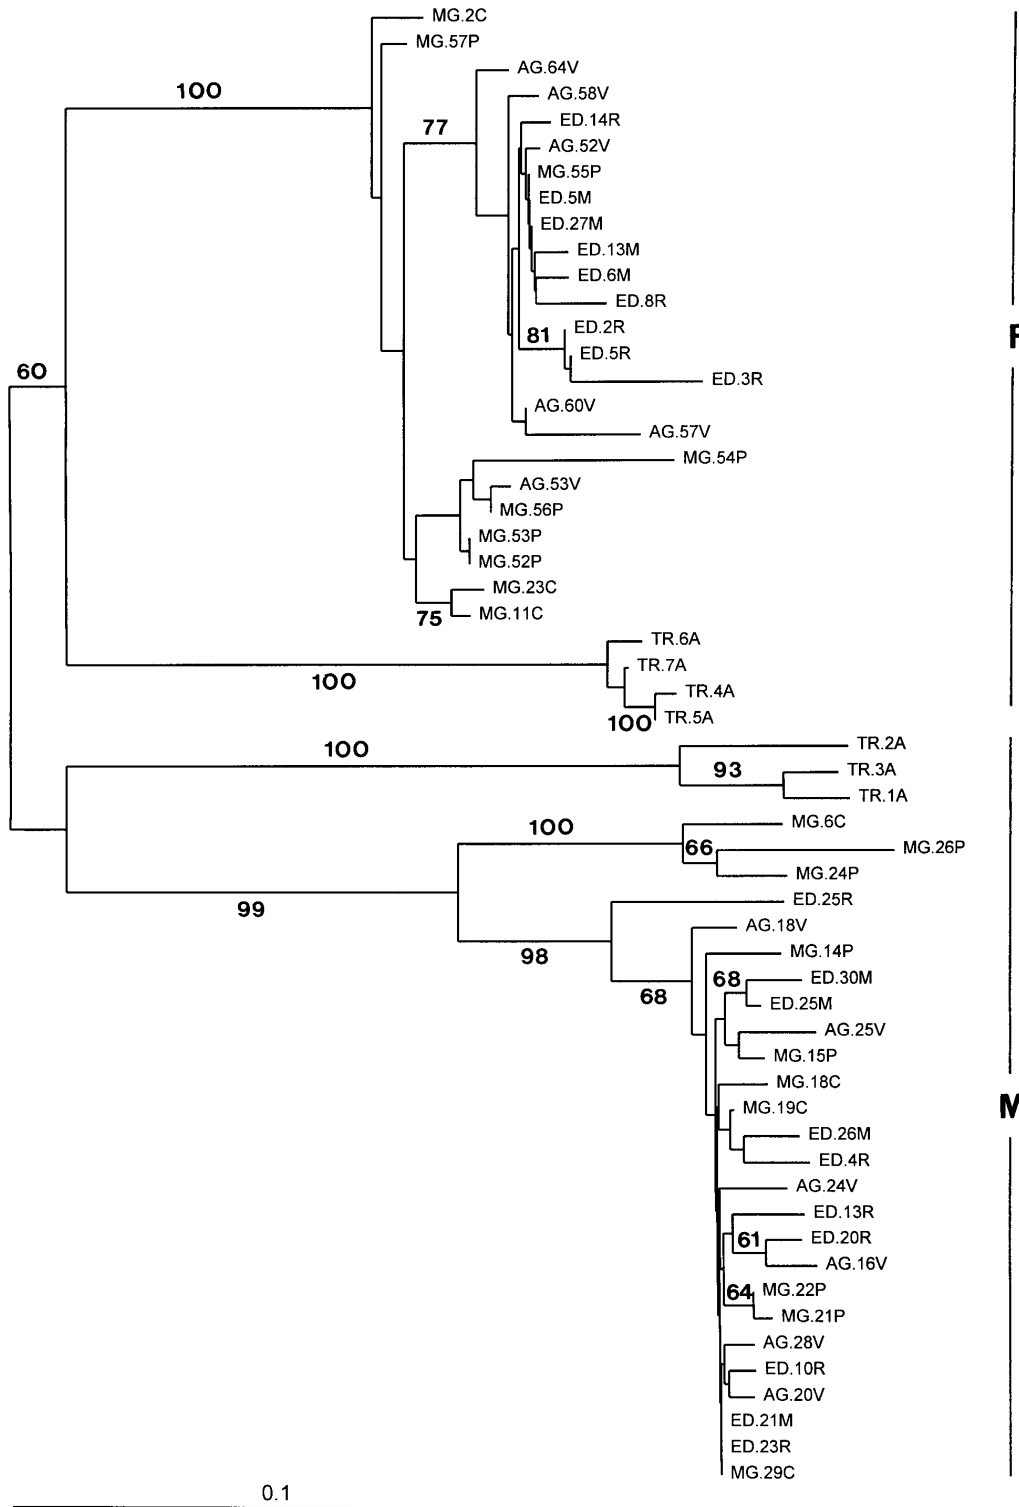 MG.2C
MG.57P
AG.64V
100
AG.58V
ED.14R
77
AG.52V
MG.55P
ED.5M
ED.27M
ED.13M
ED.6M
ED.8R
ED.2R
81
F
ED.5R
60
ED.3R
AG.60V
AG.57V
MG.54P
AG.53V
MG.56P
MG.53P
MG.52P
MG.23C
75
MG.11C
TR.6A
TR.7A
100
TR.4A
100
TR.5A
100
TR.2A
93
TR.3A
TR.1A
100
MG.6C
66
MG.26P
MG.24P
99
ED.25R
AG.18V
98
MG.14P
68
68
ED.30M
ED.25M
AG.25V
MG.15P
MG.18C
M
MG.19C
ED.26M
ED.4R
AG.24V
ED.13R
61
ED.20R
AG.16V
64
MG.22P
MG.21P
AG.28V
ED.10R
AG.20V
ED.21M
ED.23R
MG.29C
0.1